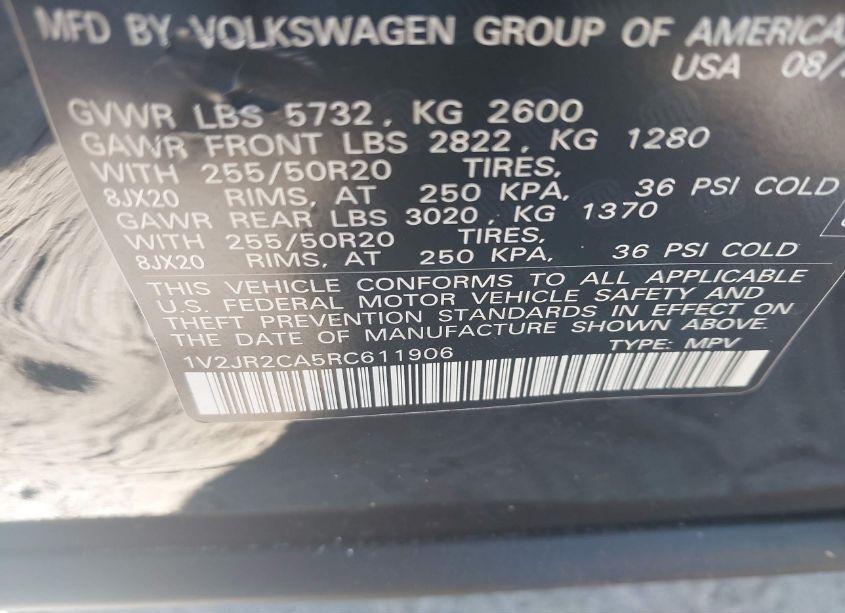 MFD BY VOLKSWAGEN GROUP OF AMERICA
USA 08/
GVWR LBS 5732, KG 2600
GAWR FRONT LBS 2822, KG 1280
WITH 255/50R20 TIRES,
8JX20 RIMS, AT 250 KPA, 36 PSI COLD
GAWR REAR LBS 3020, KG 1370
WITH 255/50R20 TIRES,
8JX20 RIMS, AT 250 KPA, 36 PSI COLD
THIS VEHICLE CONFORMS TO ALL APPLICABLE
U.S. FEDERAL MOTOR VEHICLE SAFETY AND
THEFT PREVENTION STANDARDS IN EFFECT ON
THE DATE OF MANUFACTURE SHOWN ABOVE.
1V2JR2CA5RC611906 TYPE: MPV